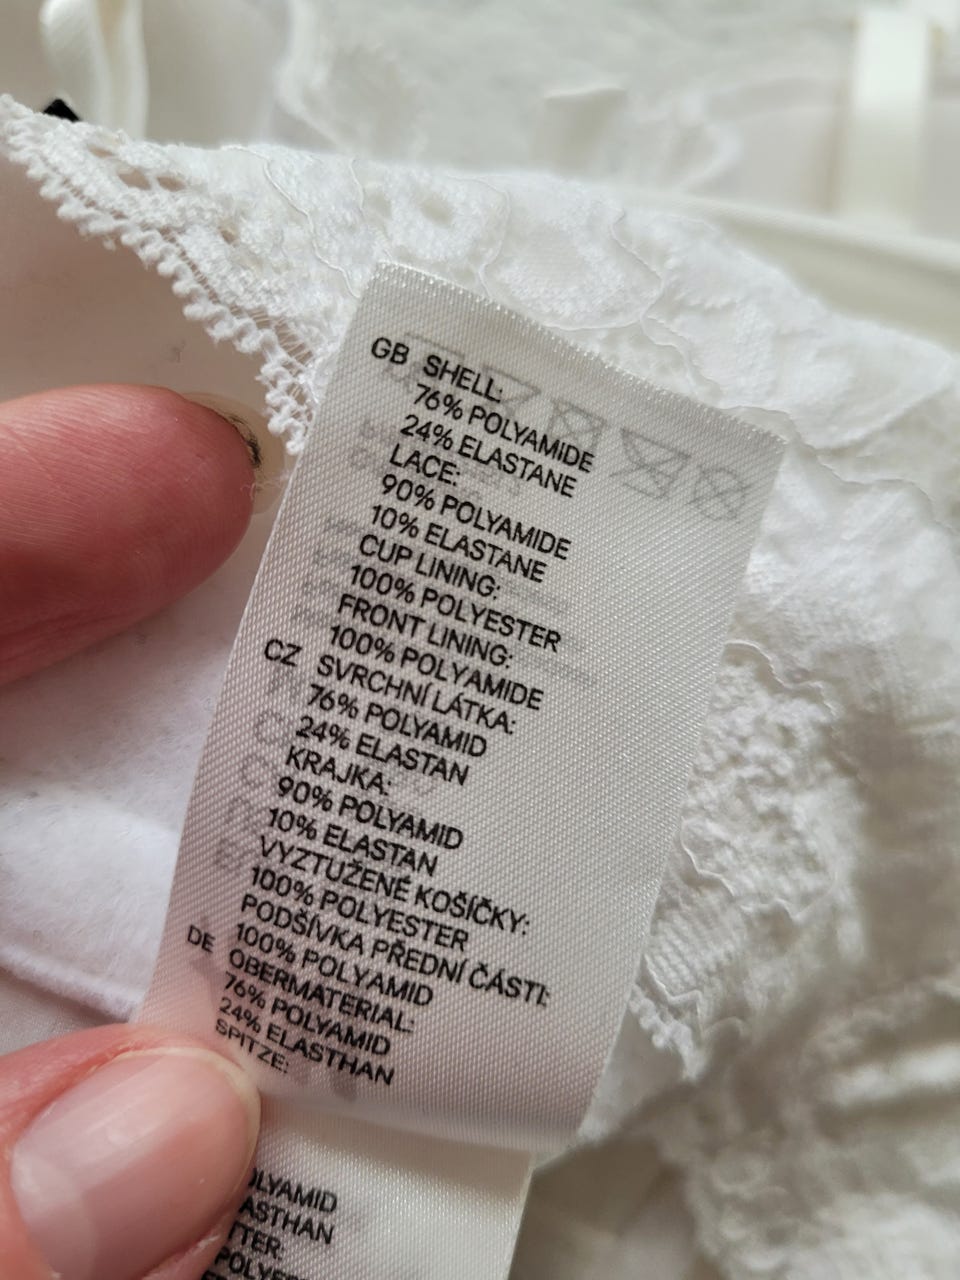 GB SHELL:
76% POLYAMIDE
24% ELASTANE
LACE:
90% POLYAMIDE
10% ELASTANE
CUP LINING:
100% POLYESTER
FRONT LINING:
100% POLYAMIDE
CZ SVRCHNÍ LÁTKA:
76% POLYAMID
24% ELASTAN
KRAJKA:
90% POLYAMID
10% ELASTAN
VYZTUŽENÉ KOŠÍČKY:
100% POLYESTER
PODŠÍVKA PŘEDNÍ ČÁSTI:
100% POLYAMID
DE OBERMATERIAL:
76% POLYAMID
24% ELASTHAN
SPITZE: